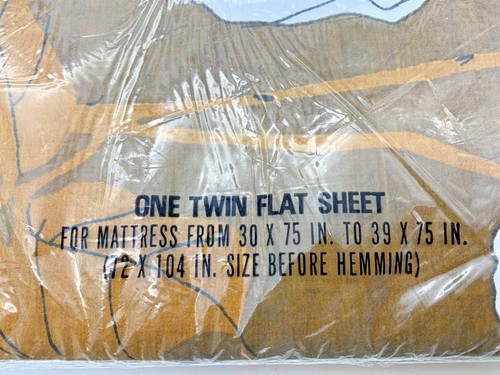 ONE TWIN FLAT SHEET
FOR MATTRESS FROM 30 X 75 IN. TO 39 X 75 IN.
(72 X 104 IN. SIZE BEFORE HEMMING)